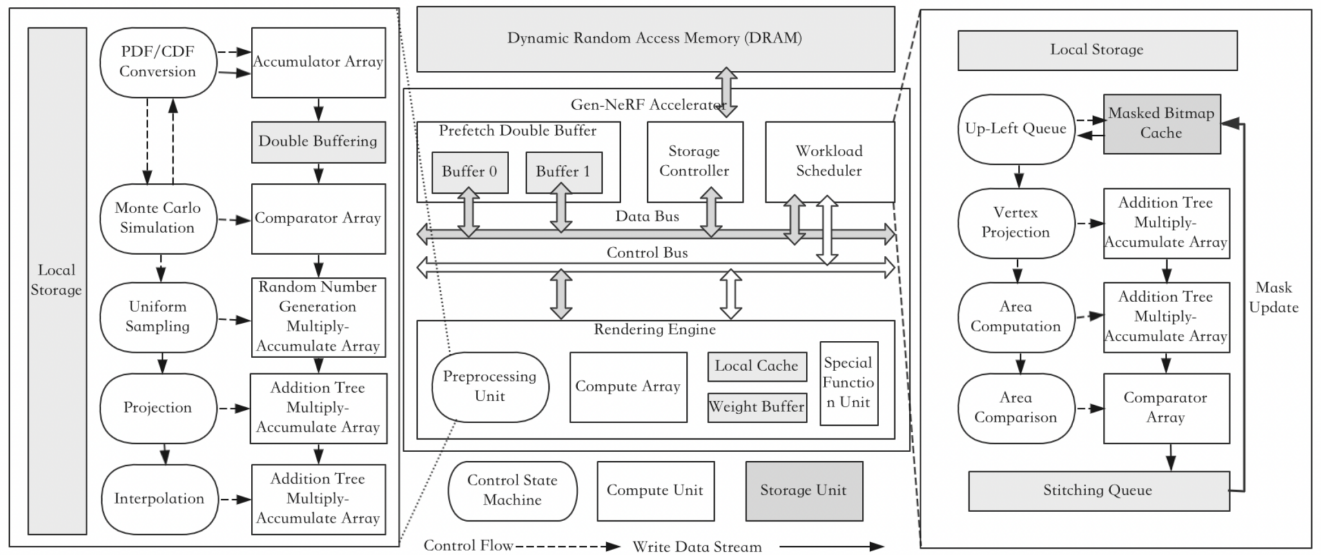 Local
Storage
PDF/CDF
Conversion
Accumulator Array
Double Buffering
Monte Carlo
Simulation
Comparator Array
Uniform
Sampling
Random Number
Generation
Multiply-
Accumulate Array
Projection
Addition Tree
Multiply-
Accumulate Array
Interpolation
Addition Tree
Multiply-
Accumulate Array
Dynamic Random Access Memory (DRAM)
Gen-NeRF Accelerator
Prefetch Double Buffer
Buffer 0
Buffer 1
Storage
Controller
Workload
Scheduler
Data Bus
Control Bus
Rendering Engine
Preprocessing
Unit
Compute Array
Local Cache
Weight Buffer
Special
Functio
n Unit
Control State
Machine
Compute Unit
Storage Unit
Control Flow
Write Data Stream
Local Storage
Up-Left Queue
Masked Bitmap
Cache
Vertex
Projection
Addition Tree
Multiply-
Accumulate Array
Area
Computation
Addition Tree
Multiply-
Accumulate Array
Mask
Update
Area
Comparison
Comparator
Array
Stitching Queue